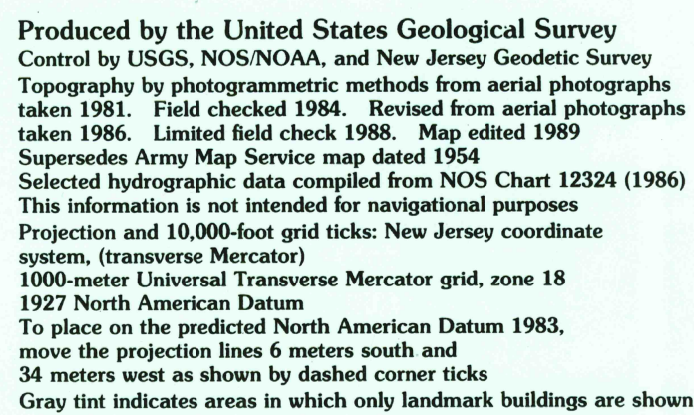 Produced by the United States Geological Survey
Control by USGS, NOS/NOAA, and New Jersey Geodetic Survey
Topography by photogrammetric methods from aerial photographs
taken 1981. Field checked 1984. Revised from aerial photographs
taken 1986. Limited field check 1988. Map edited 1989
Supersedes Army Map Service map dated 1954
Selected hydrographic data compiled from NOS Chart 12324 (1986)
This information is not intended for navigational purposes
Projection and 10,000-foot grid ticks: New Jersey coordinate
system, (transverse Mercator)
1000-meter Universal Transverse Mercator grid, zone 18
1927 North American Datum
To place on the predicted North American Datum 1983,
move the projection lines 6 meters south and
34 meters west as shown by dashed corner ticks
Gray tint indicates areas in which only landmark buildings are shown